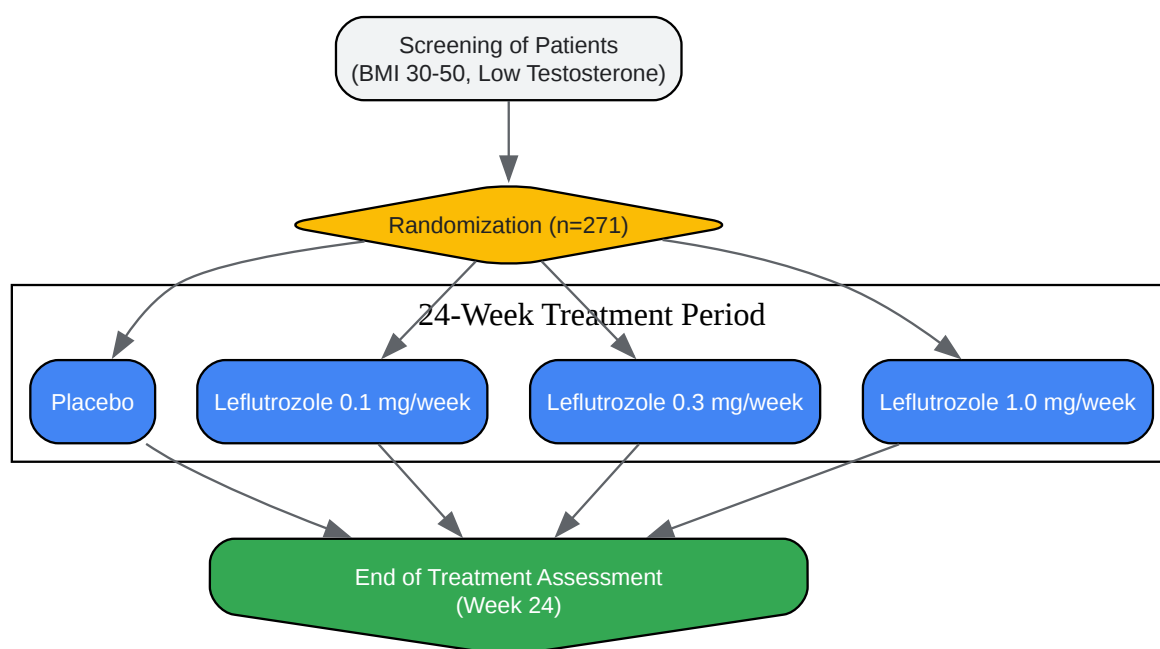 Screening of Patients
(BMI 30-50, Low Testosterone)
Randomization (n=271)
24-Week Treatment Period
Placebo
Leflutrozole 0.1 mg/week
Leflutrozole 0.3 mg/week
Leflutrozole 1.0 mg/week
End of Treatment Assessment
(Week 24)